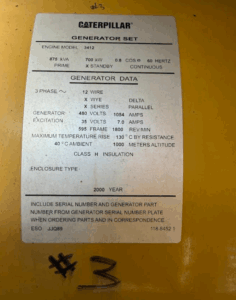 CATERPILLAR
GENERATOR SET
ENGINE MODEL 3412
875 KVA 700 kW 0.8 COS Φ 60 HERTZ
PRIME X STANDBY CONTINUOUS
GENERATOR DATA
3 PHASE 12 WIRE
X WYE DELTA
X SERIES PARALLEL
GENERATOR 480 VOLTS 1054 AMPS
EXCITATION 35 VOLTS 7.0 AMPS
595 FRAME 1800 REV/MIN
MAXIMUM TEMPERATURE RISE 130 °C BY RESISTANCE
40 °C AMBIENT 1000 METERS ALTITUDE
CLASS H INSULATION
ENCLOSURE TYPE
2000 YEAR
INCLUDE SERIAL NUMBER AND GENERATOR PART
NUMBER FROM GENERATOR SERIAL NUMBER PLATE
WHEN ORDERING PARTS AND IN CORRESPONDENCE.
# 3